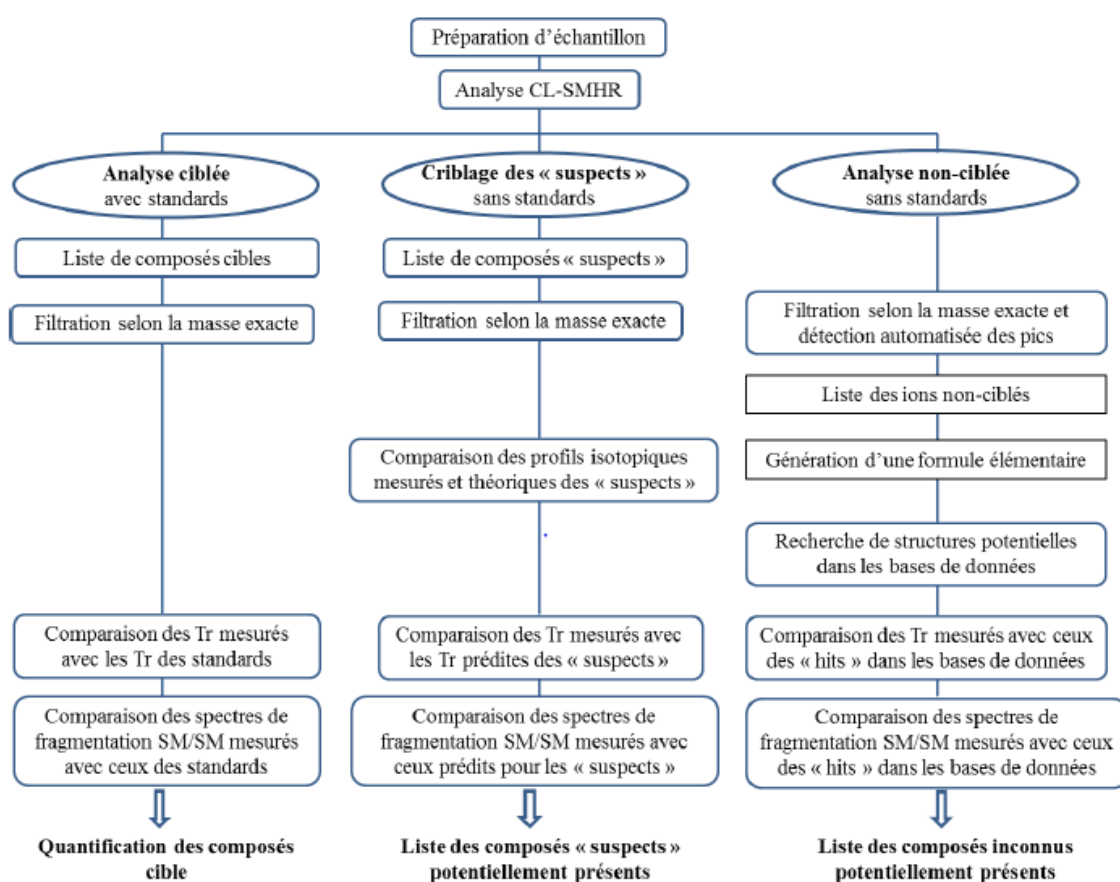 Préparation d'échantillon
Analyse CL-SMHR
Analyse ciblée
avec standards
Liste de composés cibles
Filtration selon la masse exacte
Comparaison des Tr mesurés
avec les Tr des standards
Comparaison des spectres de
fragmentation SM/SM mesurés
avec ceux des standards
Quantification des composés
cible
Criblage des « suspects »
sans standards
Liste de composés « suspects »
Filtration selon la masse exacte
Comparaison des profils isotopiques
mesurés et théoriques des « suspects »
Comparaison des Tr mesurés avec
les Tr prédites des « suspects »
Comparaison des spectres de
fragmentation SM/SM mesurés avec
ceux prédits pour les « suspects »
Liste des composés « suspects »
potentiellement présents
Analyse non-ciblée
sans standards
Filtration selon la masse exacte et
détection automatisée des pics
Liste des ions non-ciblés
Génération d'une formule élémentaire
Recherche de structures potentielles
dans les bases de données
Comparaison des Tr mesurés avec ceux
des « hits » dans les bases de données
Comparaison des spectres de
fragmentation SM/SM mesurés avec ceux
des « hits » dans les bases de données
Liste des composés inconnus
potentiellement présents